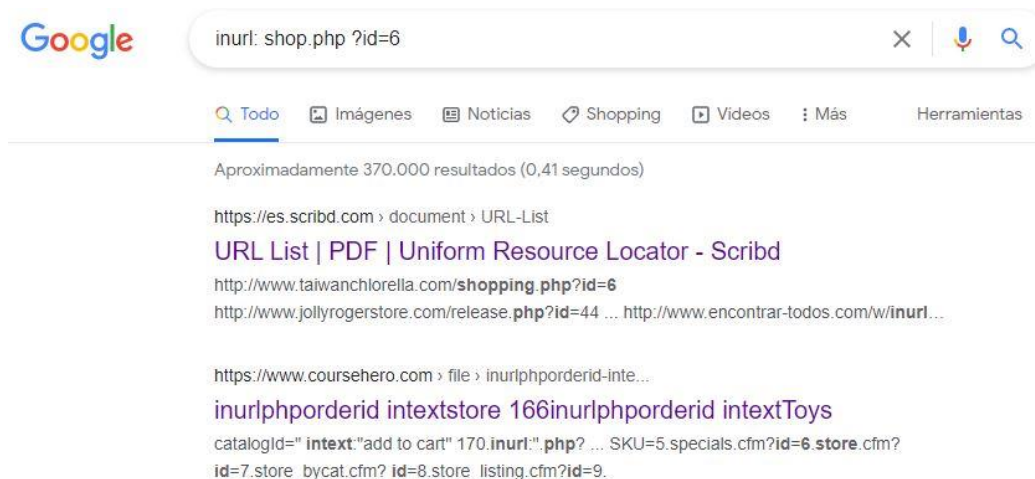 Google
inurl: shop.php ?id=6
Todo Imágenes Noticias Shopping Vídeos Más Herramientas
Aproximadamente 370.000 resultados (0,41 segundos)
https://es.scribd.com › document › URL-List
URL List | PDF | Uniform Resource Locator - Scribd
http://www.taiwanchlorella.com/shopping.php?id=6
http://www.jollyrogerstore.com/release.php?id=44 ... http://www.encontrar-todos.com/w/inurl...
https://www.coursehero.com › file › inurlphporderid-inte...
inurlphporderid intextstore 166inurlphporderid intextToys
catalogId=" intext:"add to cart" 170.inurl:".php? ... SKU=5.specials.cfm?id=6.store.cfm?
id=7.store_bycat.cfm? id=8.store_listing.cfm?id=9.